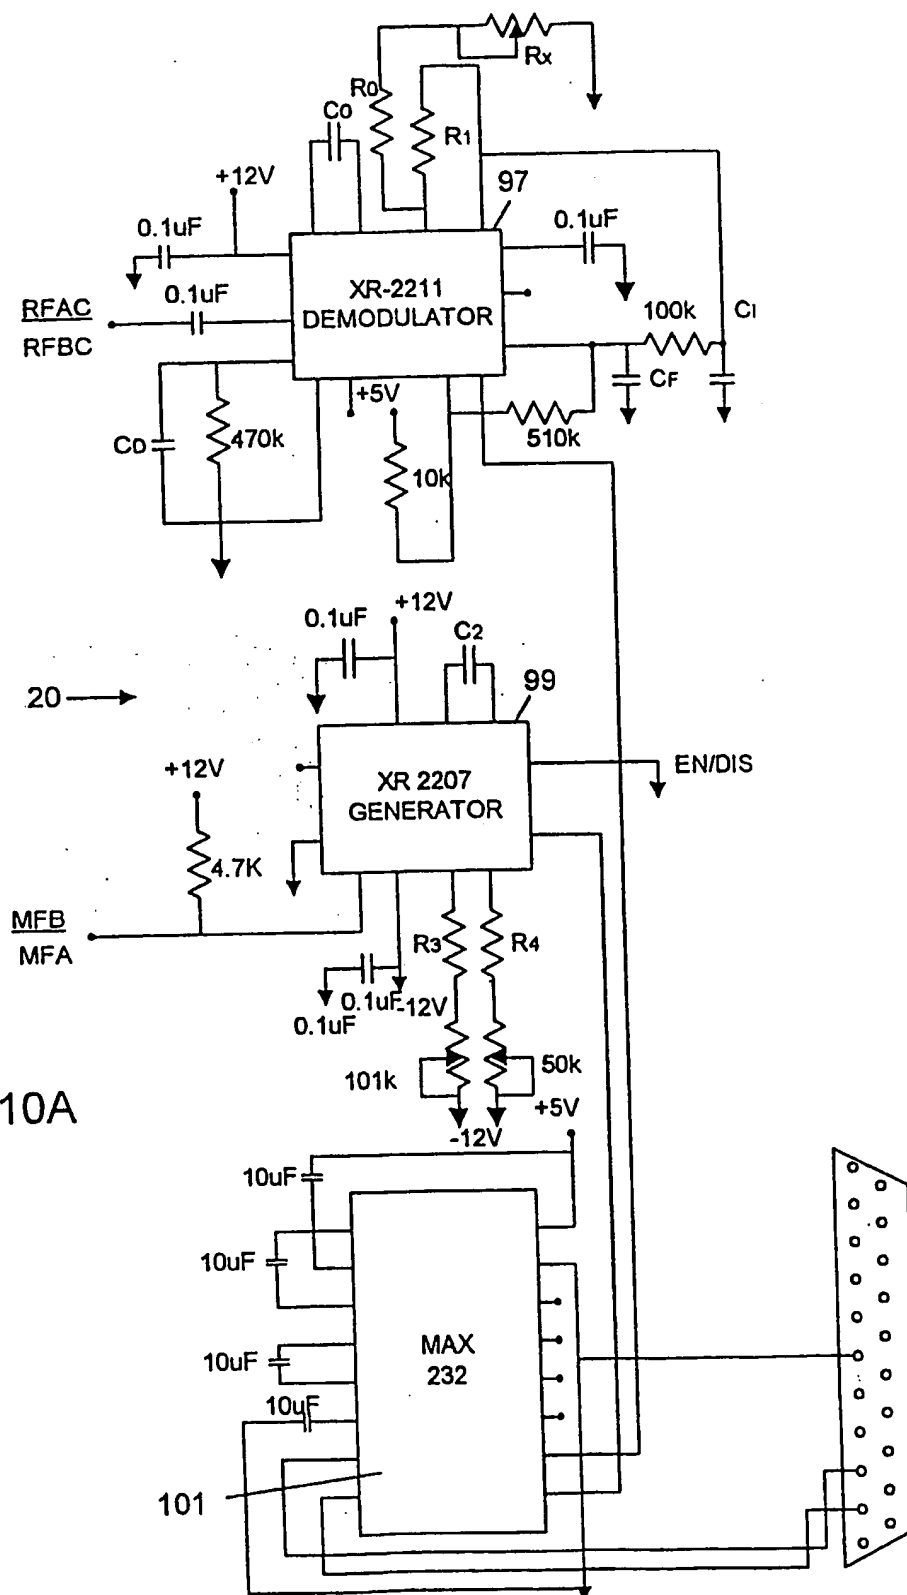 Rx
R0
C0
R1
+12V
97
0.1uF
0.1uF
0.1uF
XR-2211
DEMODULATOR
RFAC
RFBC
100k
C1
CF
+5V
CD
470k
10k
510k
+12V
0.1uF
C2
20
99
+12V
XR 2207
GENERATOR
EN/DIS
4.7K
MFB
MFA
R3
R4
0.1uF
-12V
0.1uF
101k
50k
10A
-12V
+5V
10uF
10uF
10uF
10uF
MAX
232
101